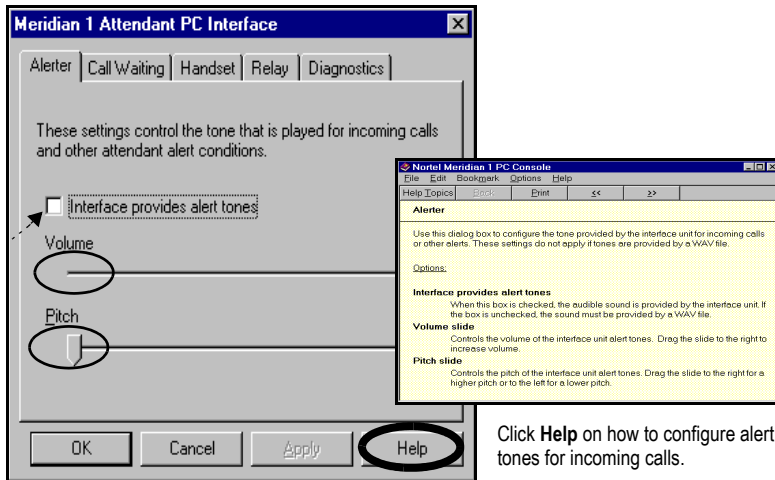 Meridian 1 Attendant PC Interface
Alerter Call Waiting Handset Relay Diagnostics
These settings control the tone that is played for incoming calls
and other attendant alert conditions.
Interface provides alert tones
Volume
Pitch
OK Cancel Apply Help
Nortel Meridian 1 PC Console
File Edit Bookmark Options Help
Help Topics Back Print << >>
Alerter
Use this dialog box to configure the tone provided by the interface unit for incoming calls
or other alerts. These settings do not apply if tones are provided by a WAV file.
Options:
Interface provides alert tones
When this box is checked, the audible sound is provided by the interface unit. If
the box is unchecked, the sound must be provided by a WAV file.
Volume slide
Controls the volume of the interface unit alert tones. Drag the slide to the right to
increase volume.
Pitch slide
Controls the pitch of the interface unit alert tones. Drag the slide to the right for a
higher pitch or to the left for a lower pitch.
Click Help on how to configure alert
tones for incoming calls.